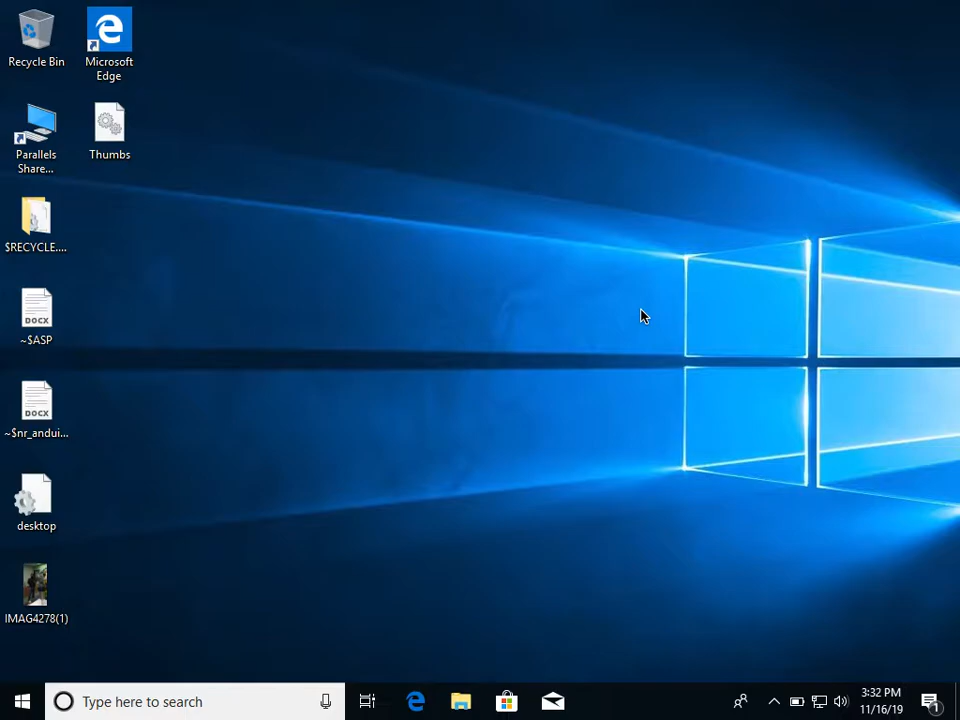 Recycle Bin
Microsoft
Edge
Parallels
Share...
Thumbs
$RECYCLE....
DOCX
~$ASP
DOCX
~$nr_andui...
desktop
IMAG4278(1)
Type here to search
3:32 PM
11/16/19
1